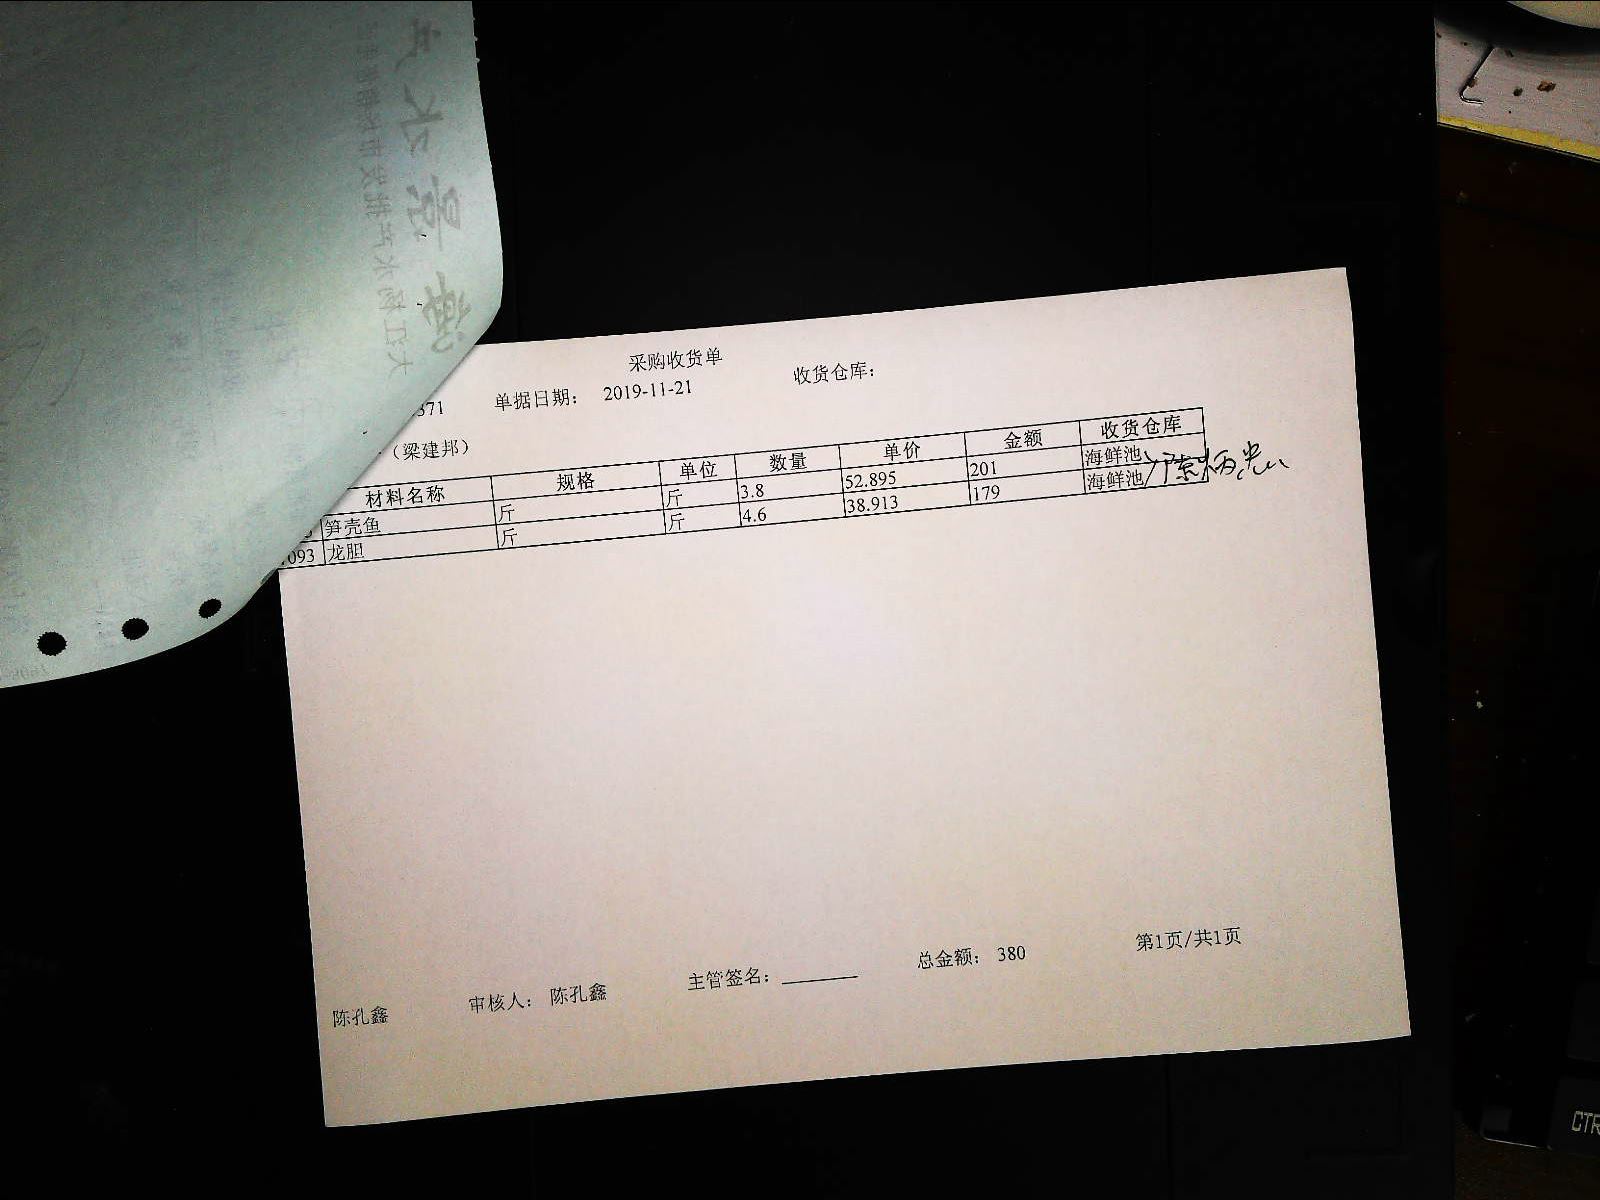 采购收货单
371 单据日期： 2019-11-21 收货仓库：
（梁建邦）
材料名称 规格 单位 数量 单价 金额 收货仓库
笋壳鱼 斤 斤 3.8 52.895 201 海鲜池
093 龙胆 斤 斤 4.6 38.913 179 海鲜池
陈孔鑫 审核人： 陈孔鑫 主管签名： 总金额： 380 第1页/共1页
CTR